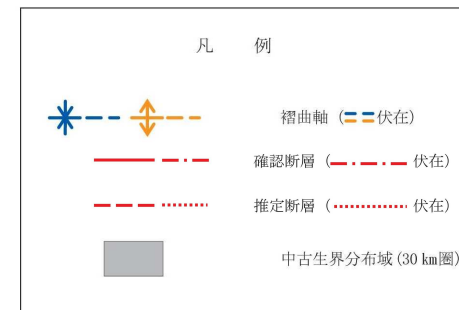 凡　例
褶曲軸 (伏在)
確認断層 ( 伏在)
推定断層 ( 伏在)
中古生界分布域(30 km圏)